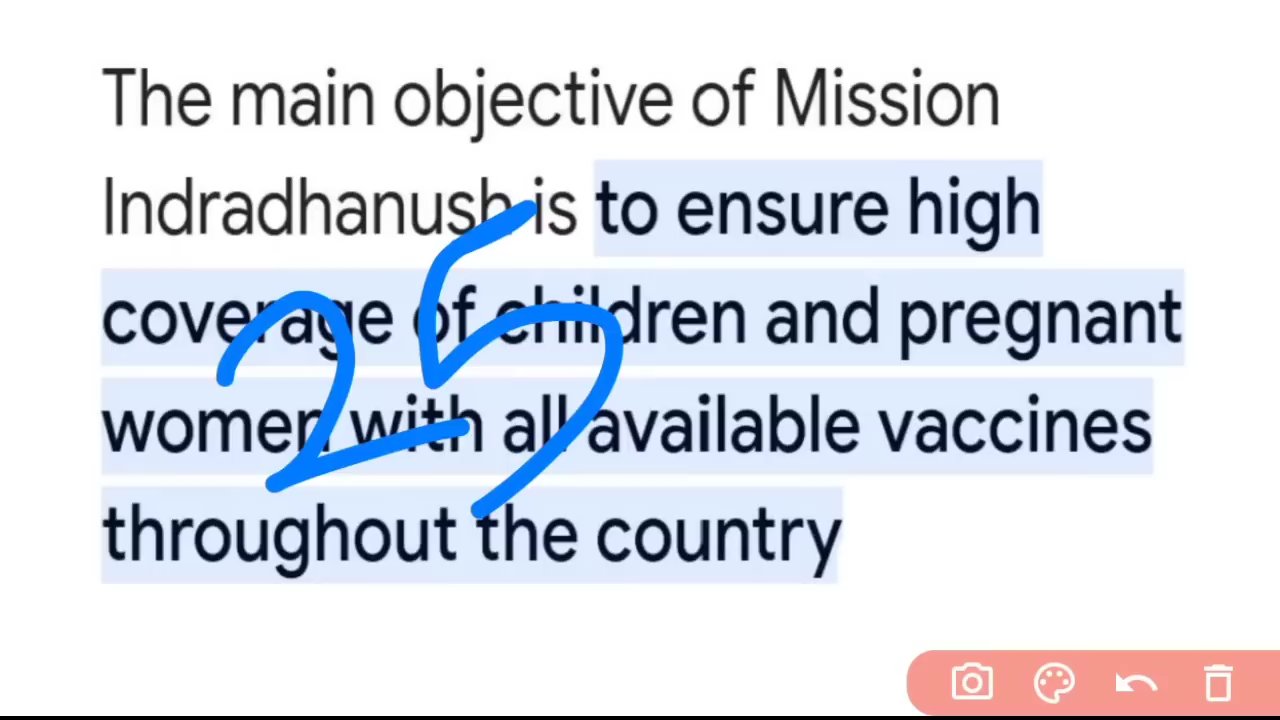 The main objective of Mission
Indradhanush is to ensure high
coverage of children and pregnant
women with all available vaccines
throughout the country
25